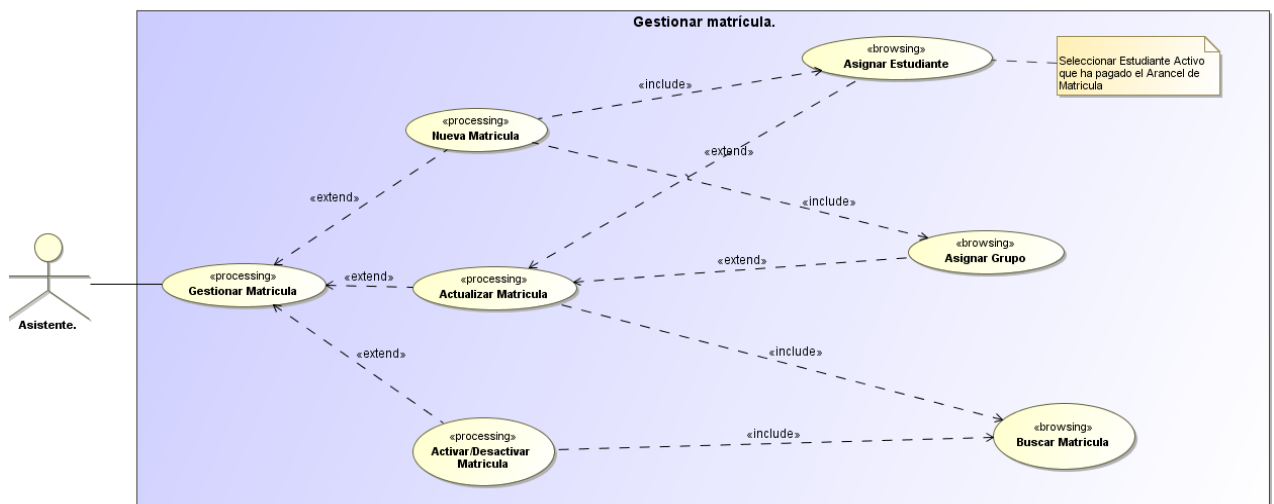 Gestionar matrícula.
«browsing»
Asignar Estudiante
Seleccionar Estudiante Activo
que ha pagado el Arancel de
Matricula
«include»
«processing»
Nueva Matricula
«extend»
«extend»
«include»
«browsing»
Asignar Grupo
«processing»
Gestionar Matricula
«extend»
«processing»
Actualizar Matricula
«extend»
Asistente.
«extend»
«include»
«processing»
Activar/Desactivar
Matricula
«include»
«browsing»
Buscar Matricula